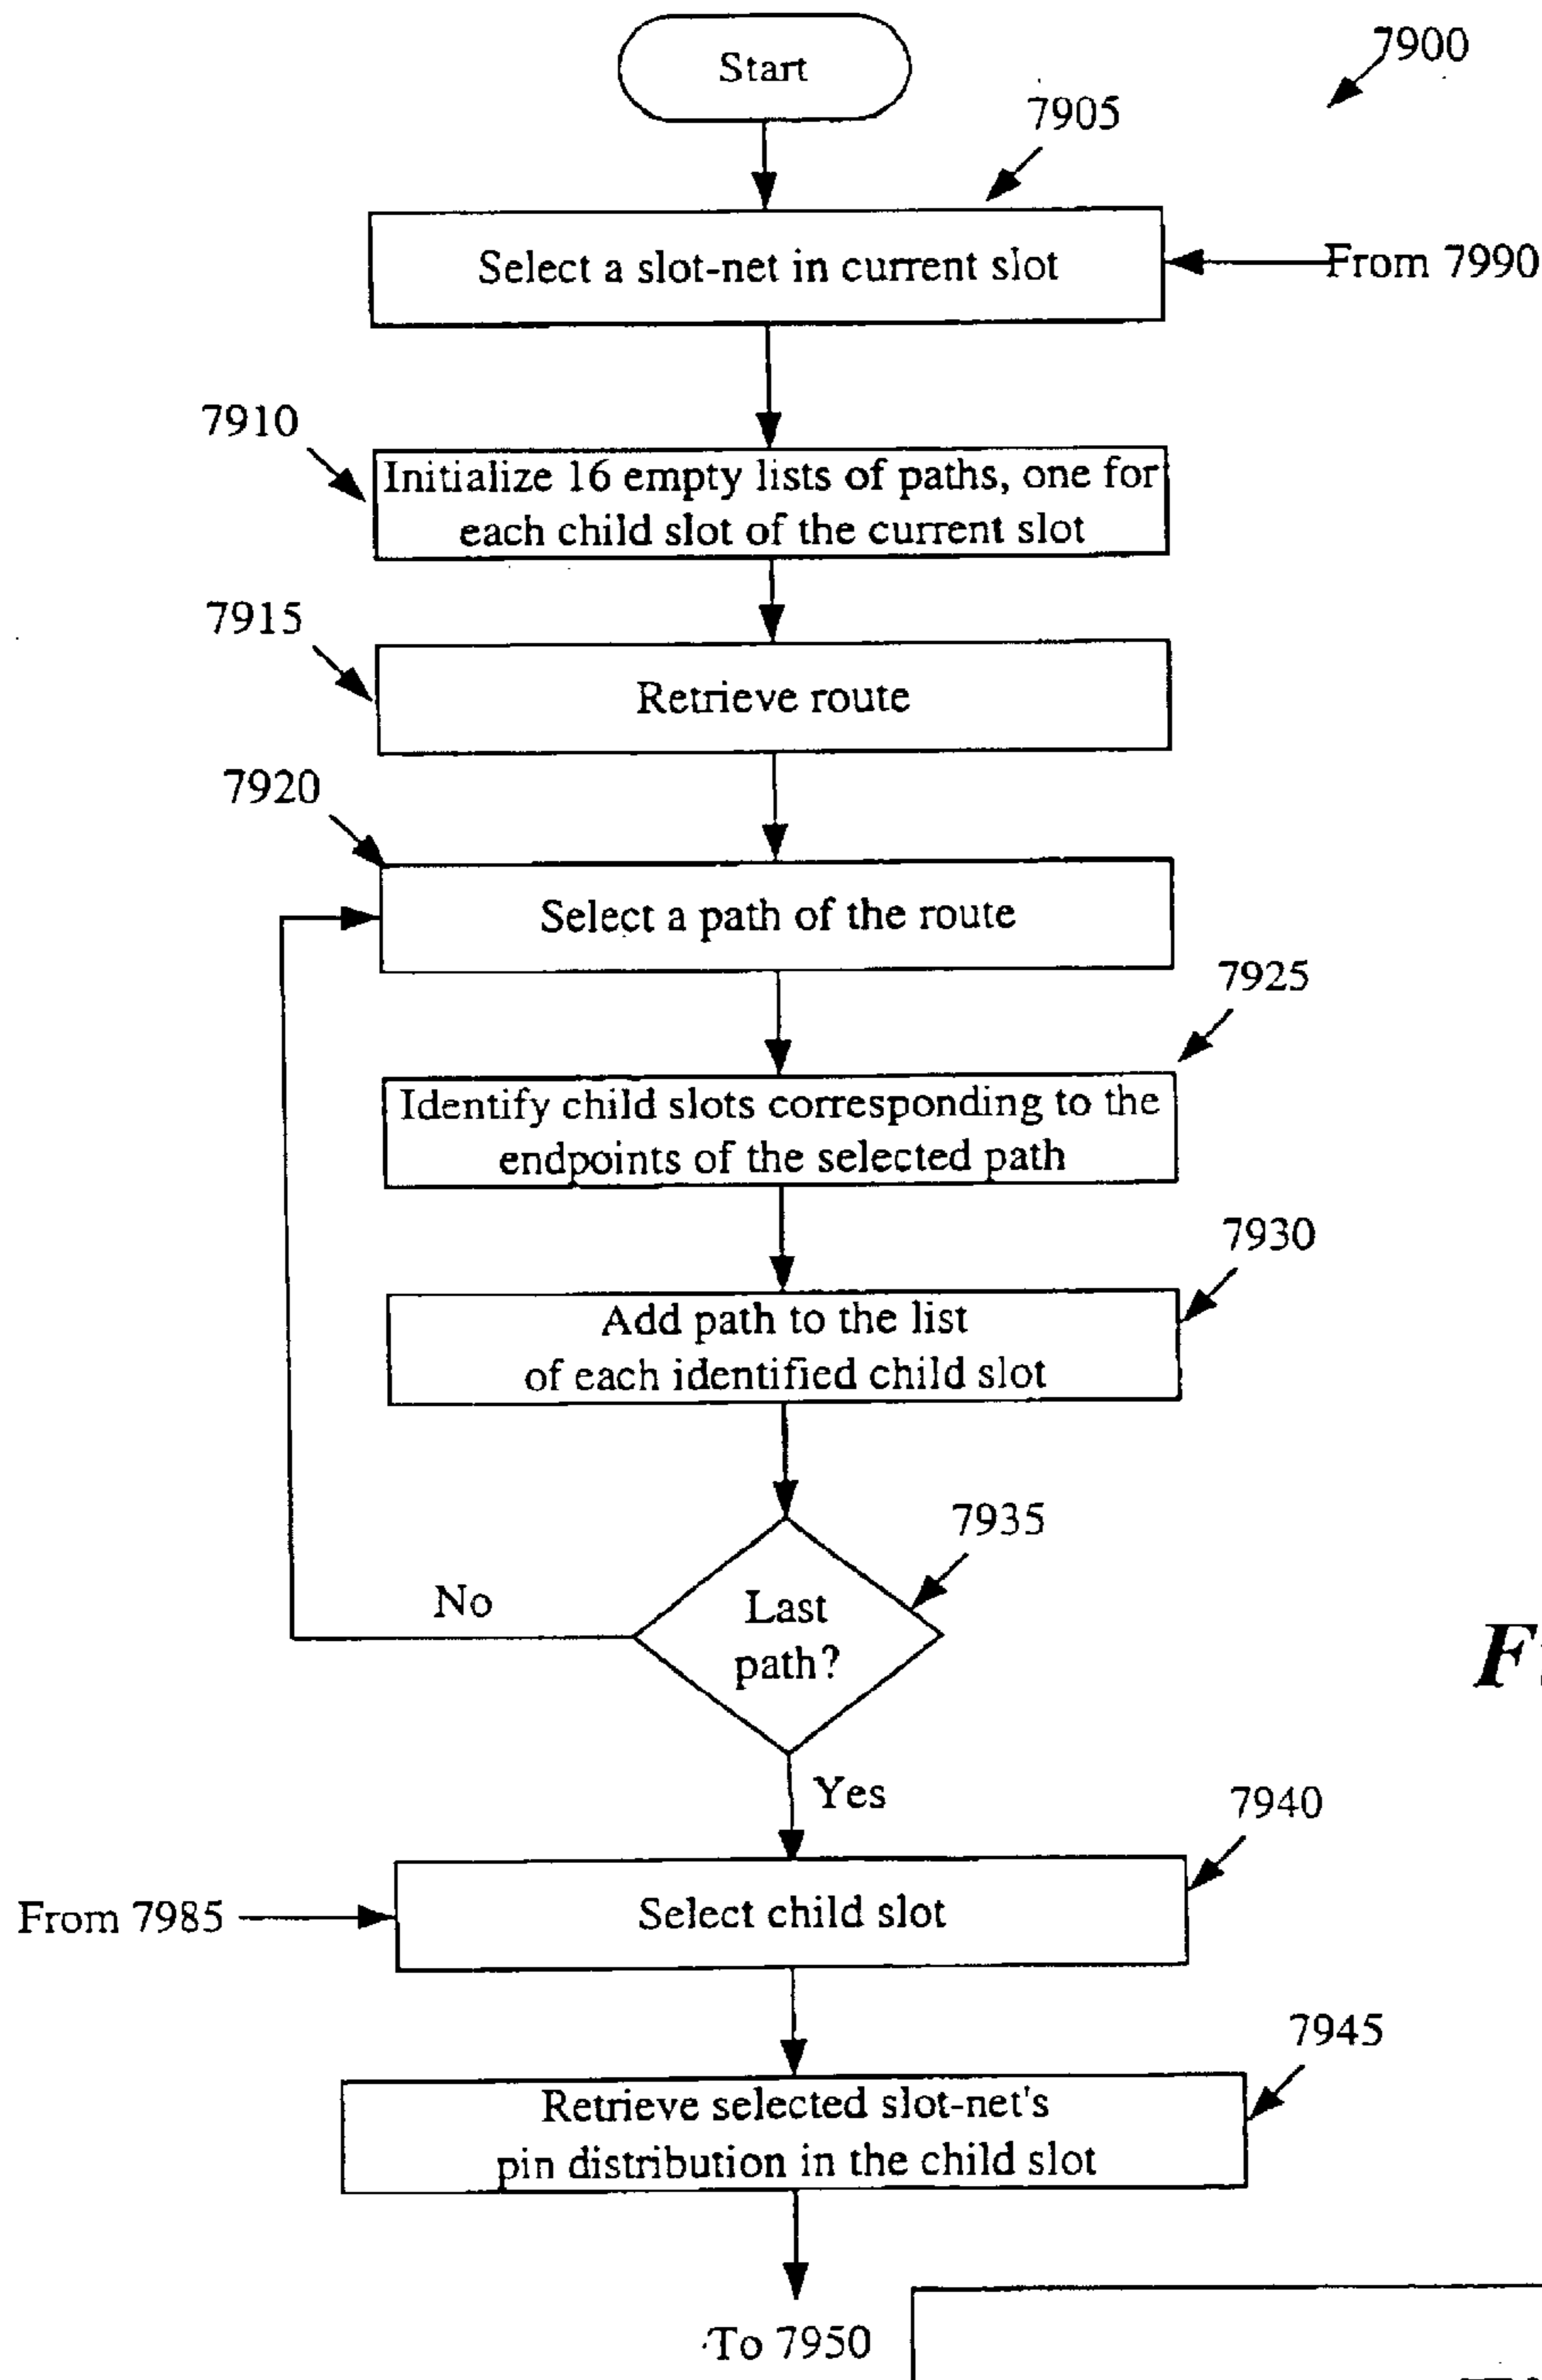 Start
7900
7905
Select a slot-net in current slot
From 7990
7910
Initialize 16 empty lists of paths, one for
each child slot of the current slot
7915
Retrieve route
7920
Select a path of the route
7925
Identify child slots corresponding to the
endpoints of the selected path
7930
Add path to the list
of each identified child slot
7935
Last
path?
No
Yes
7940
From 7985
Select child slot
7945
Retrieve selected slot-net's
pin distribution in the child slot
To 7950